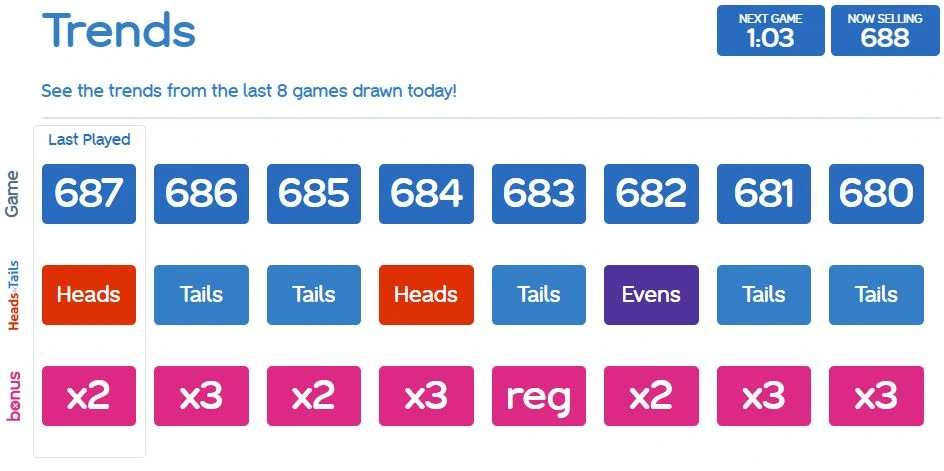 Trends
NEXT GAME
1:03
NOW SELLING
688
See the trends from the last 8 games drawn today!
Last Played
Game
687 686 685 684 683 682 681 680
Heads or Tails
Heads Tails Tails Heads Tails Evens Tails Tails
bonus
x2 x3 x2 x3 reg x2 x3 x3